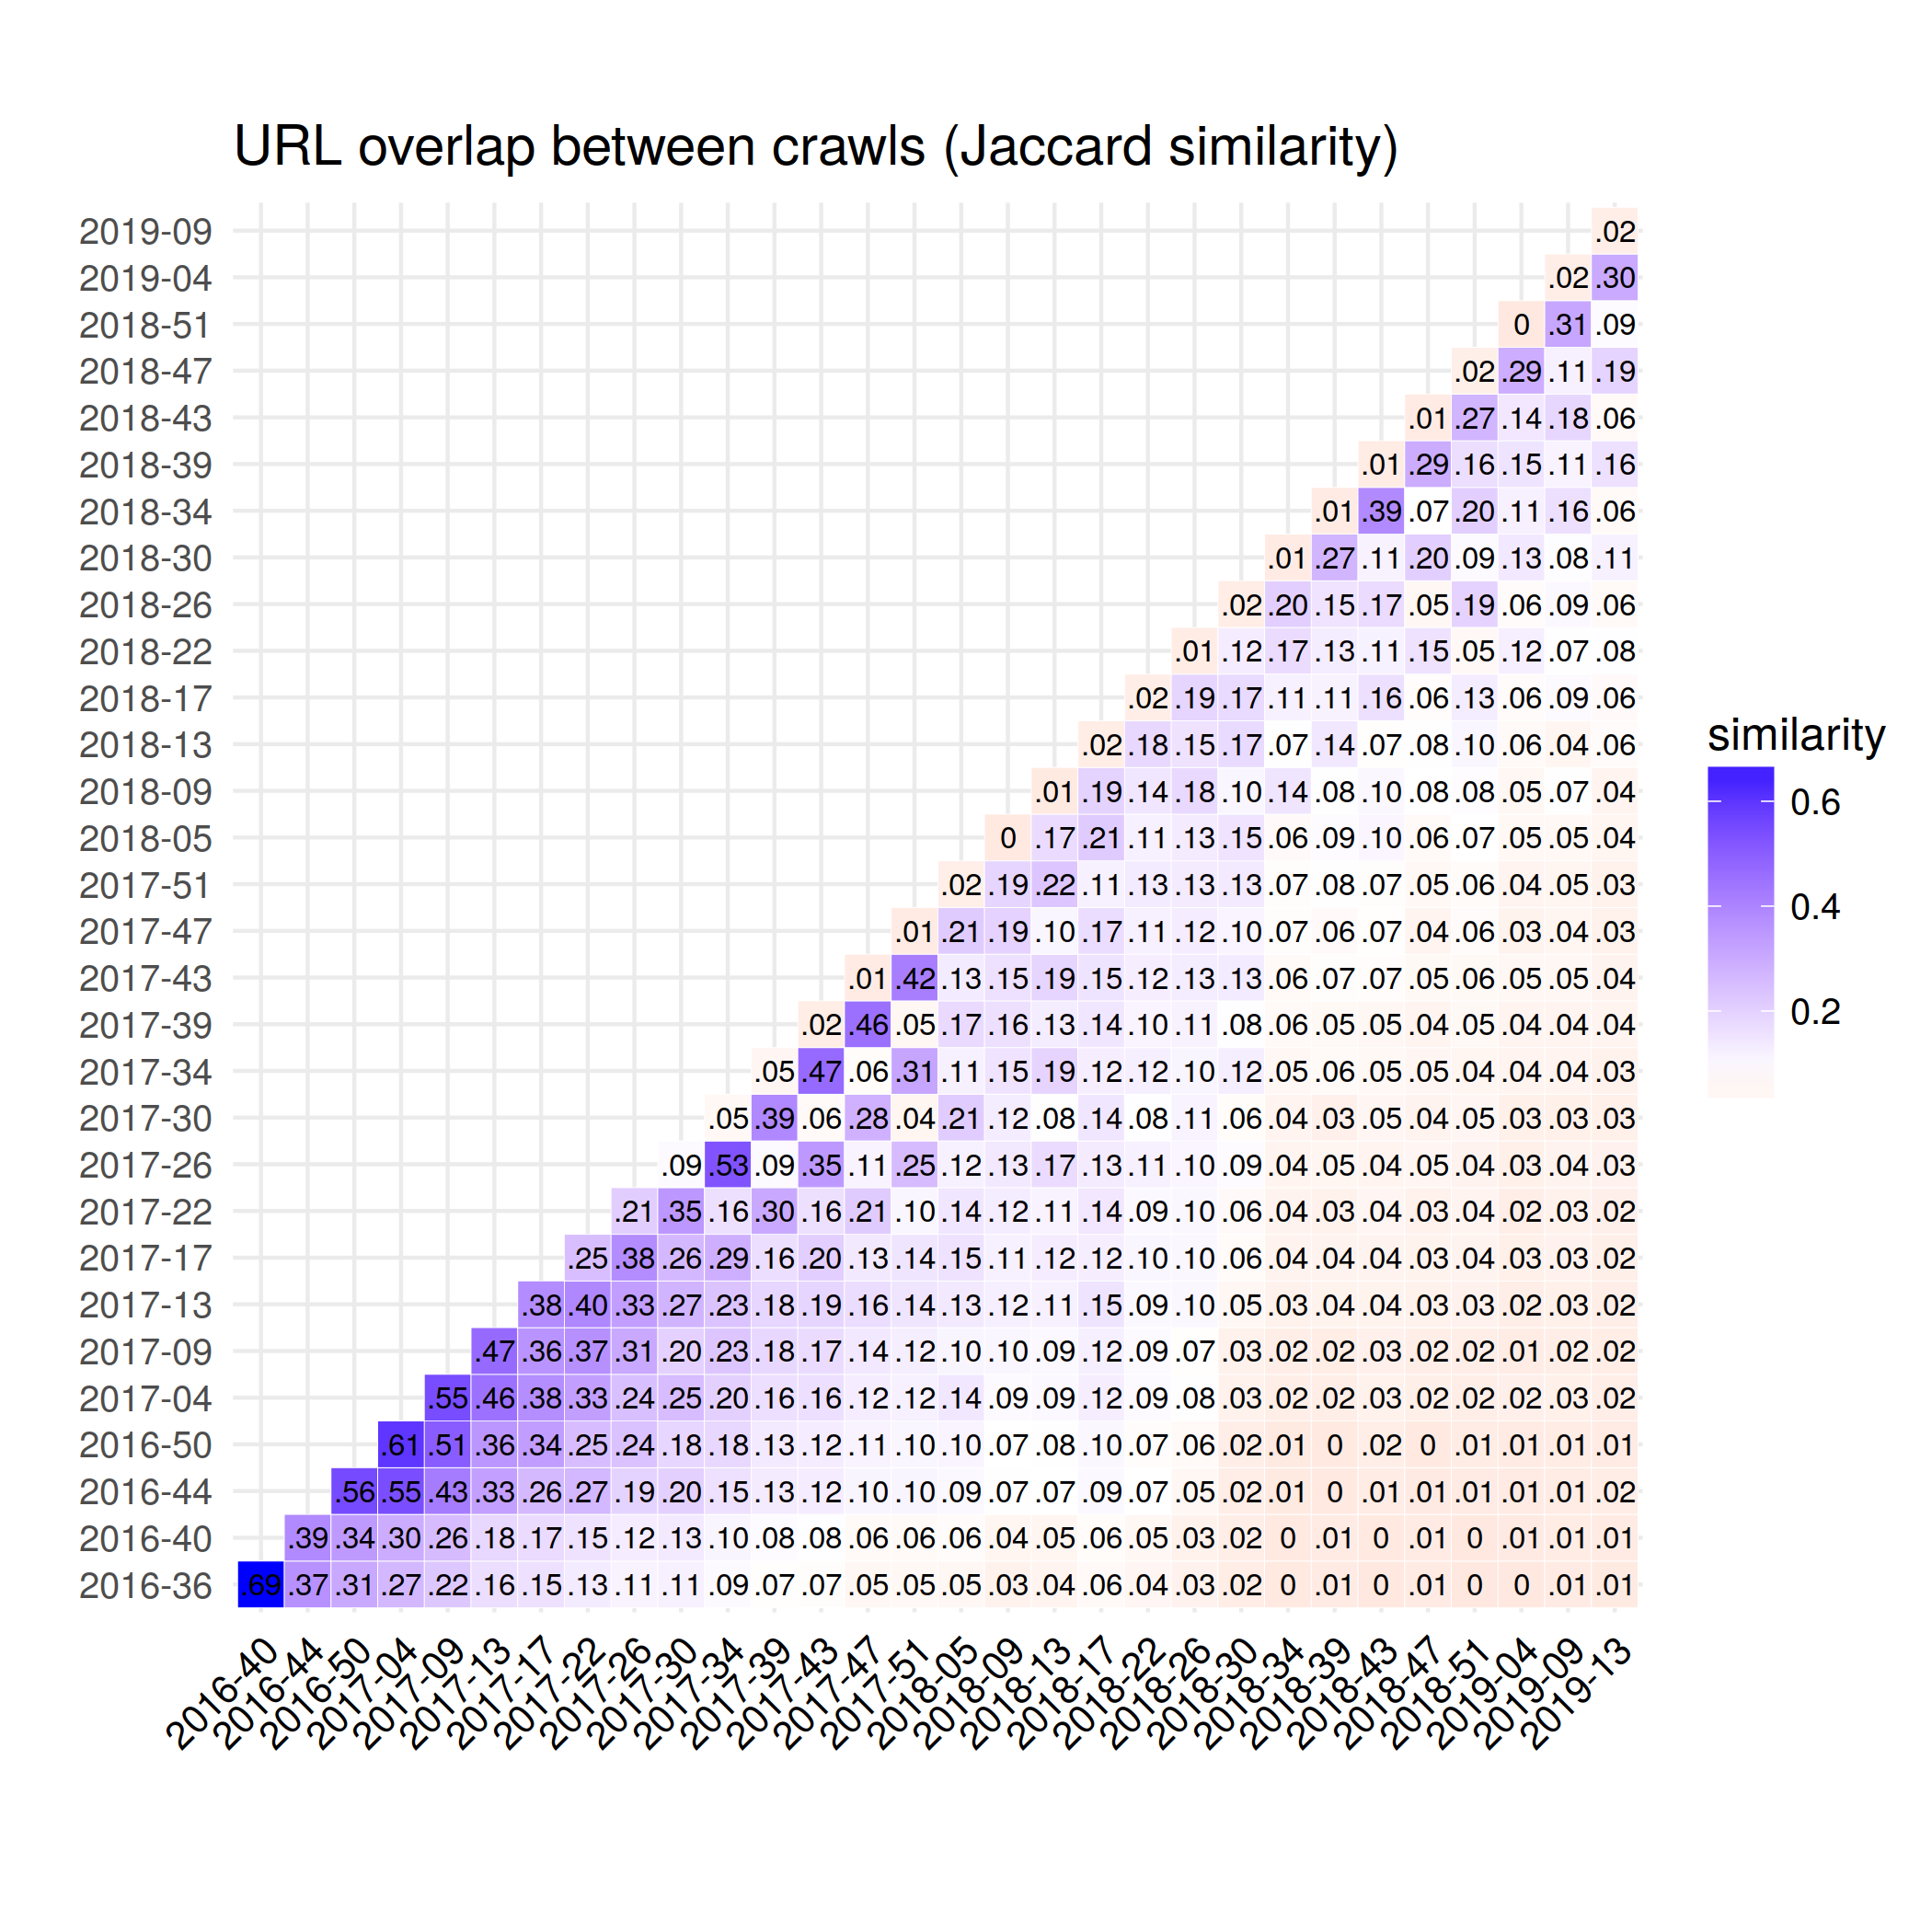 URL overlap between crawls (Jaccard similarity)
2019-09 .02
2019-04 .02 .30
2018-51 0 .31 .09
2018-47 .02 .29 .11 .19
2018-43 .01 .27 .14 .18 .06
2018-39 .01 .29 .16 .15 .11 .16
2018-34 .01 .39 .07 .20 .11 .16 .06
2018-30 .01 .27 .11 .20 .09 .13 .08 .11
2018-26 .02 .20 .15 .17 .05 .19 .06 .09 .06
2018-22 .01 .12 .17 .13 .11 .15 .05 .12 .07 .08
2018-17 .02 .19 .17 .11 .11 .16 .06 .13 .06 .09 .06
2018-13 .02 .18 .15 .17 .07 .14 .07 .08 .10 .06 .04 .06
2018-09 .01 .19 .14 .18 .10 .14 .08 .10 .08 .08 .05 .07 .04
2018-05 0 .17 .21 .11 .13 .15 .06 .09 .10 .06 .07 .05 .05 .04
2017-51 .02 .19 .22 .11 .13 .13 .13 .07 .08 .07 .05 .06 .04 .05 .03
2017-47 .01 .21 .19 .10 .17 .11 .12 .10 .07 .06 .07 .04 .06 .03 .04 .03
2017-43 .01 .42 .13 .15 .19 .15 .12 .13 .13 .06 .07 .07 .05 .06 .05 .05 .04
2017-39 .02 .46 .05 .17 .16 .13 .14 .10 .11 .08 .06 .05 .05 .04 .05 .04 .04 .04
2017-34 .05 .47 .06 .31 .11 .15 .19 .12 .12 .10 .12 .05 .06 .05 .05 .04 .04 .04 .03
2017-30 .05 .39 .06 .28 .04 .21 .12 .08 .14 .08 .11 .06 .04 .03 .05 .04 .05 .03 .03 .03
2017-26 .09 .53 .09 .35 .11 .25 .12 .13 .17 .13 .11 .10 .09 .04 .05 .04 .05 .04 .03 .04 .03
2017-22 .21 .35 .16 .30 .16 .21 .10 .14 .12 .11 .14 .09 .10 .06 .04 .03 .04 .03 .04 .02 .03 .02
2017-17 .25 .38 .26 .29 .16 .20 .13 .14 .15 .11 .12 .12 .10 .10 .06 .04 .04 .04 .03 .04 .03 .03 .02
2017-13 .38 .40 .33 .27 .23 .18 .19 .16 .14 .13 .12 .11 .15 .09 .10 .05 .03 .04 .04 .03 .03 .02 .03 .02
2017-09 .47 .36 .37 .31 .20 .23 .18 .17 .14 .12 .10 .10 .09 .12 .09 .07 .03 .02 .02 .03 .02 .02 .01 .02 .02
2017-04 .55 .46 .38 .33 .24 .25 .20 .16 .16 .12 .12 .14 .09 .09 .12 .09 .08 .03 .02 .02 .03 .02 .02 .02 .03 .02
2016-50 .61 .51 .36 .34 .25 .24 .18 .18 .13 .12 .11 .10 .10 .07 .08 .10 .07 .06 .02 .01 0 .02 0 .01 .01 .01 .01
2016-44 .56 .55 .43 .33 .26 .27 .19 .20 .15 .13 .12 .10 .10 .09 .07 .07 .09 .07 .05 .02 .01 0 .01 .01 .01 .01 .01 .02
2016-40 .39 .34 .30 .26 .18 .17 .15 .12 .13 .10 .08 .08 .06 .06 .06 .04 .05 .06 .05 .03 .02 0 .01 0 .01 0 .01 .01 .01
2016-36 .69 .37 .31 .27 .22 .16 .15 .13 .11 .11 .09 .07 .07 .05 .05 .05 .03 .04 .06 .04 .03 .02 0 .01 0 .01 0 0 .01 .01
2016-40 2016-44 2016-50 2017-04 2017-09 2017-13 2017-17 2017-22 2017-26 2017-30 2017-34 2017-39 2017-43 2017-47 2017-51 2018-05 2018-09 2018-13 2018-17 2018-22 2018-26 2018-30 2018-34 2018-39 2018-43 2018-47 2018-51 2019-04 2019-09 2019-13
similarity
0.6
0.4
0.2